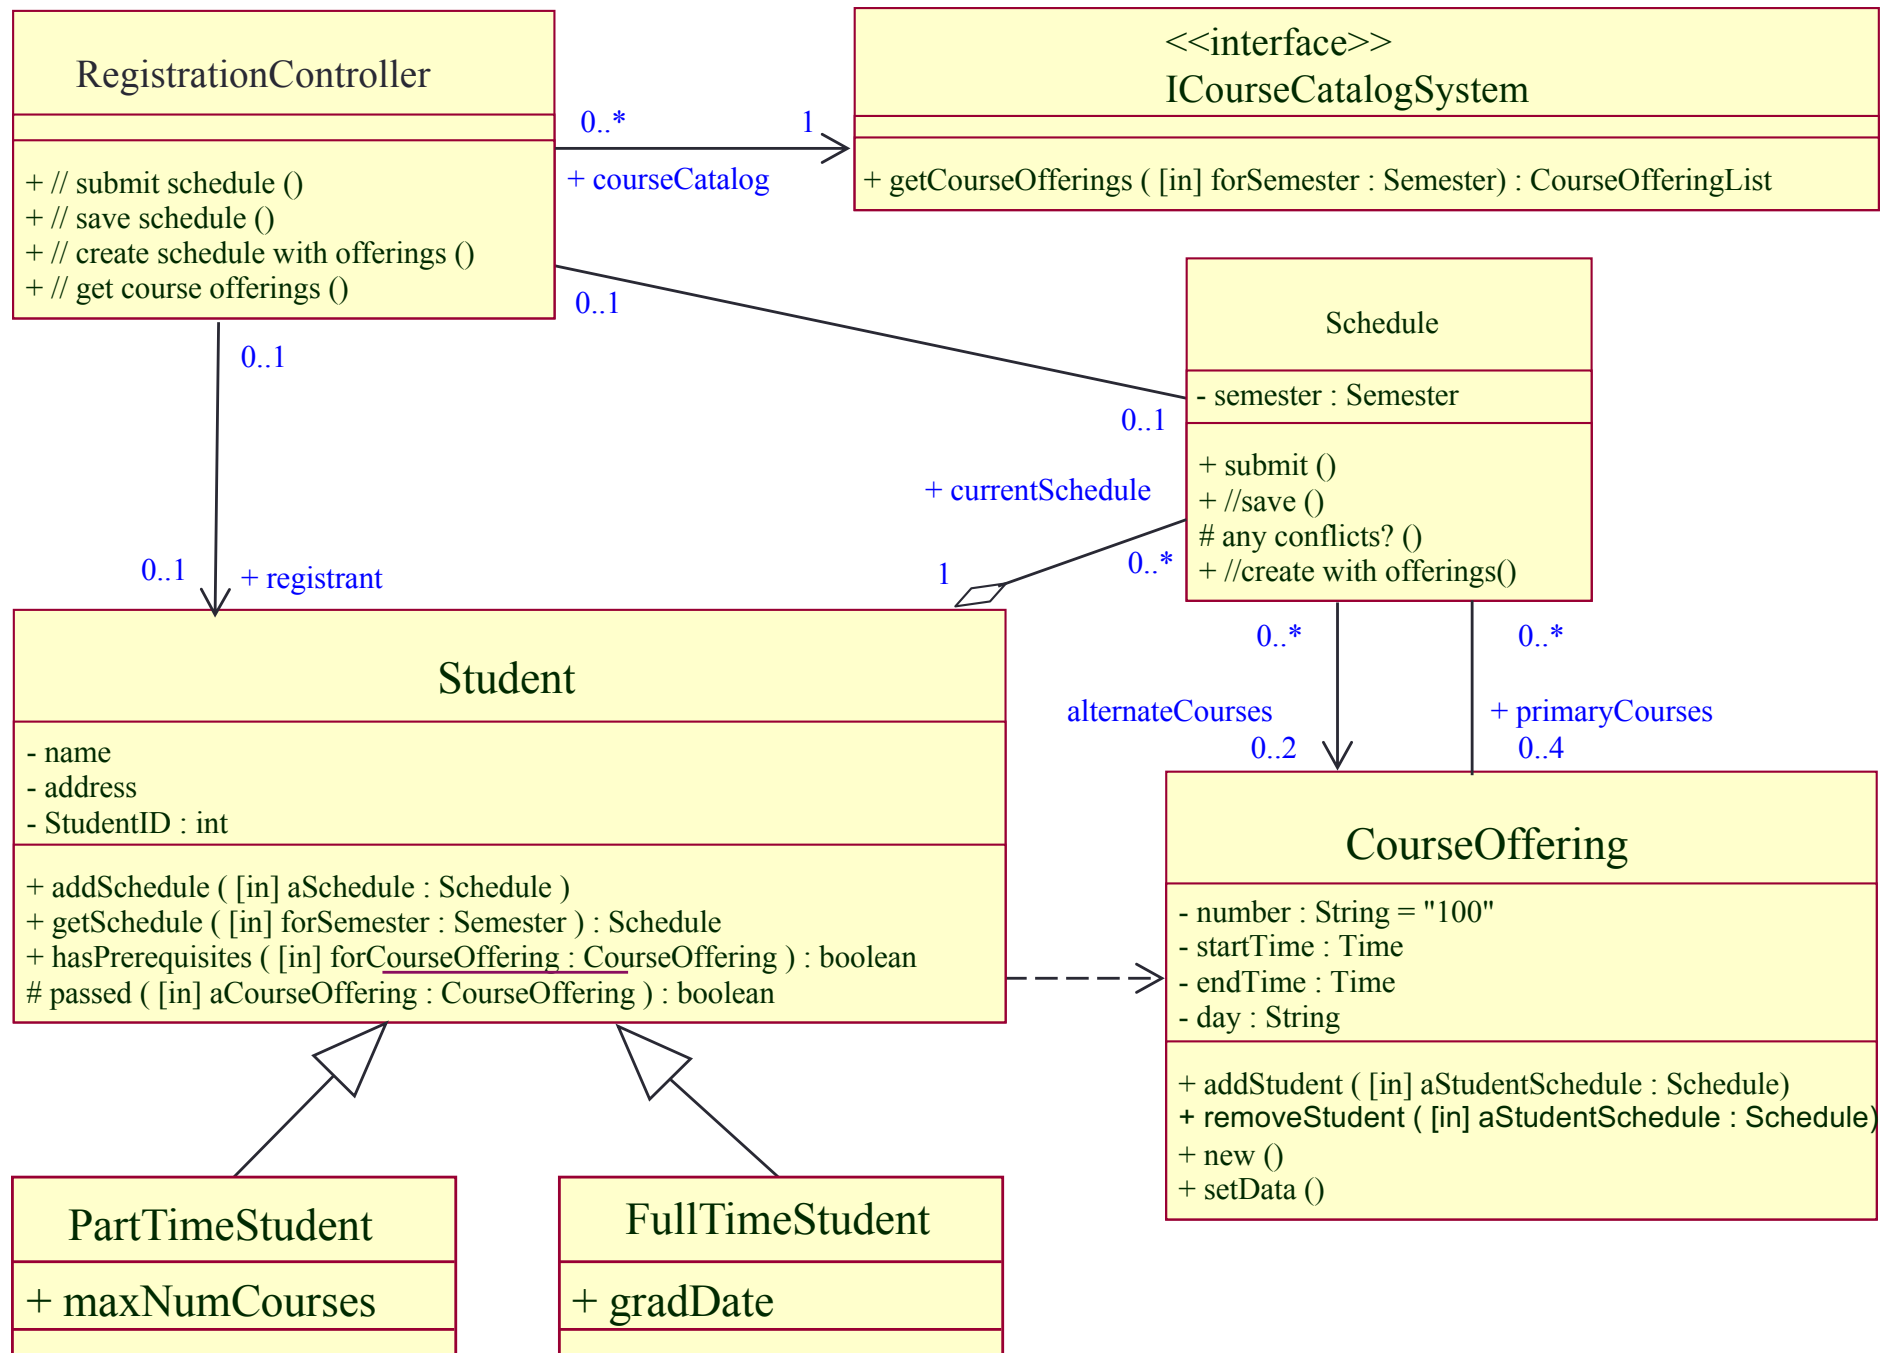 RegistrationController
+ // submit schedule ()
+ // save schedule ()
+ // create schedule with offerings ()
+ // get course offerings ()
0..*
1
+ courseCatalog
<<interface>>
ICourseCatalogSystem
+ getCourseOfferings ( [in] forSemester : Semester) : CourseOfferingList
0..1
0..1
0..1
0..1
+ registrant
Schedule
- semester : Semester
+ submit ()
+ //save ()
# any conflicts? ()
+ //create with offerings()
+ currentSchedule
1
0..*
0..*
0..*
alternateCourses
0..2
+ primaryCourses
0..4
Student
- name
- address
- StudentID : int
+ addSchedule ( [in] aSchedule : Schedule )
+ getSchedule ( [in] forSemester : Semester ) : Schedule
+ hasPrerequisites ( [in] forCourseOffering : CourseOffering ) : boolean
# passed ( [in] aCourseOffering : CourseOffering ) : boolean
CourseOffering
- number : String = "100"
- startTime : Time
- endTime : Time
- day : String
+ addStudent ( [in] aStudentSchedule : Schedule)
+ removeStudent ( [in] aStudentSchedule : Schedule)
+ new ()
+ setData ()
PartTimeStudent
+ maxNumCourses
FullTimeStudent
+ gradDate